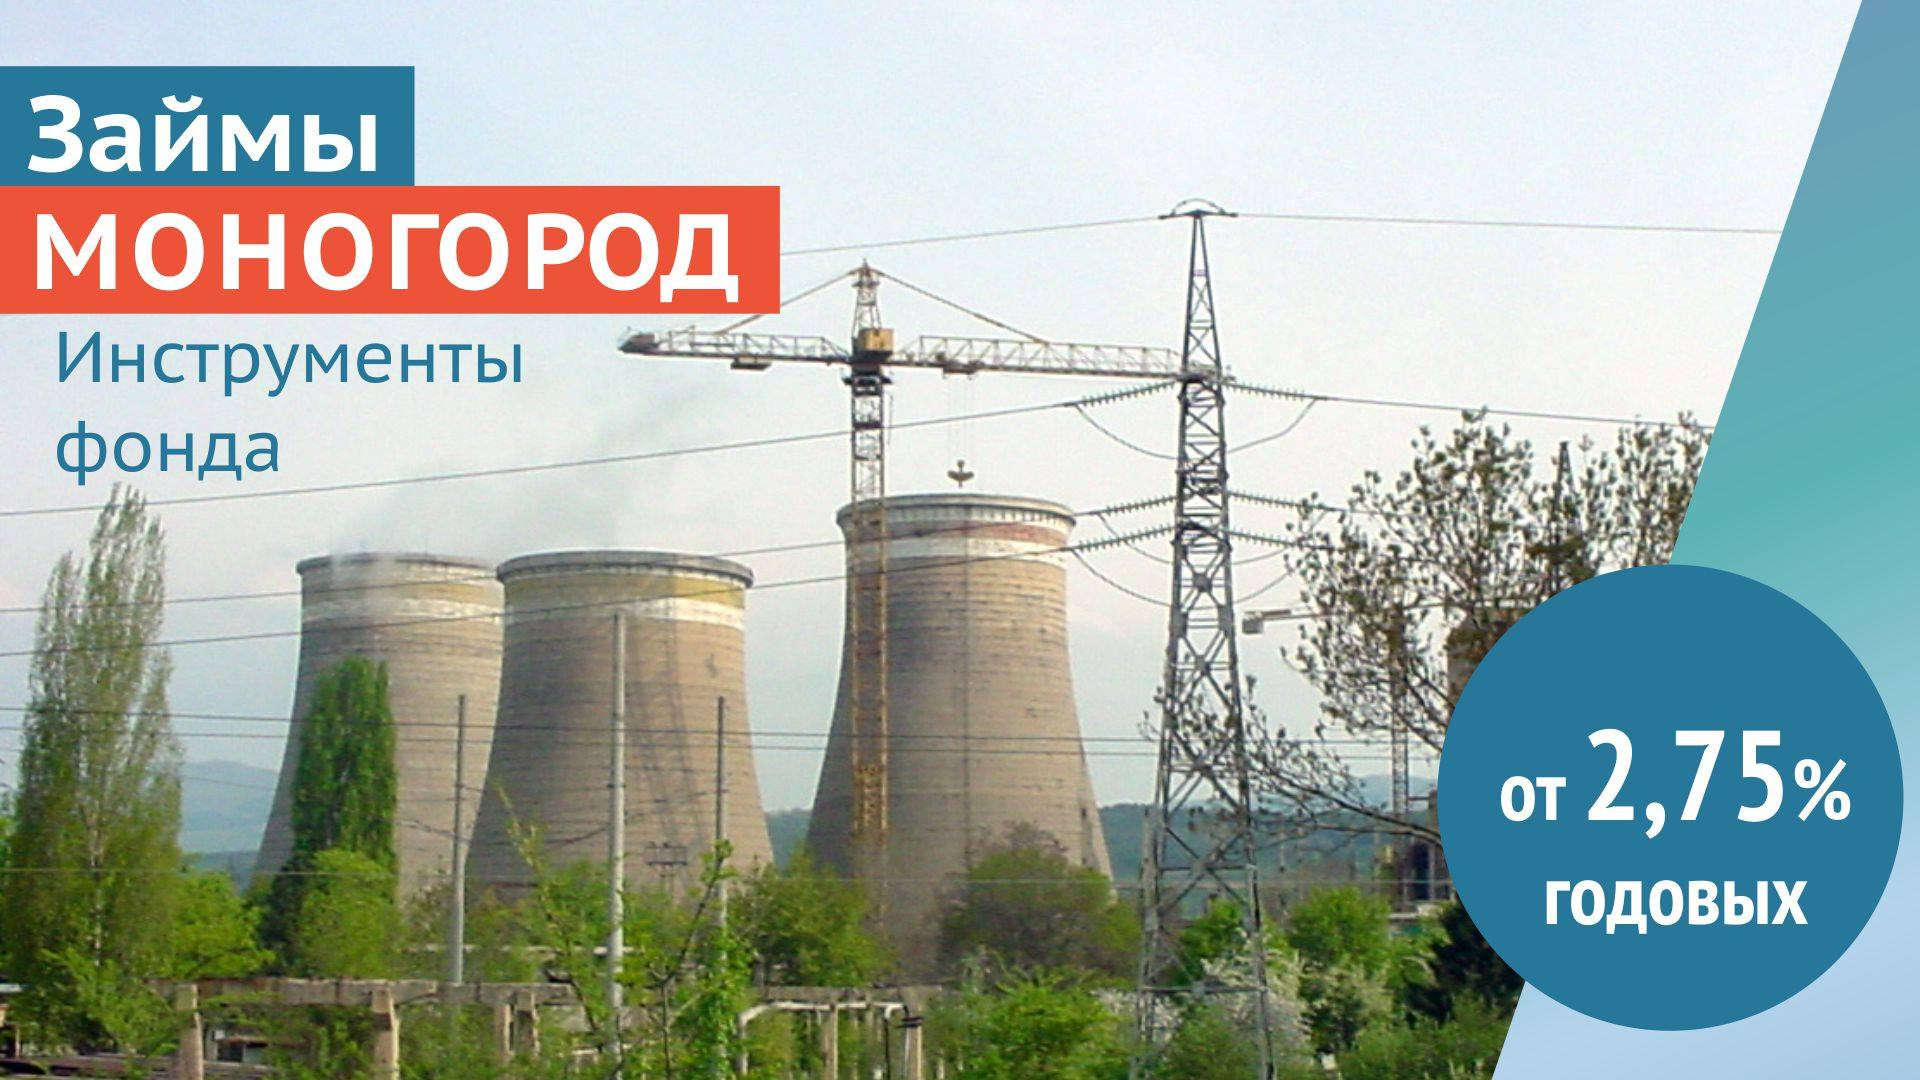 Займы
МОНОГОРОД
Инструменты
фонда
от 2,75%
годовых